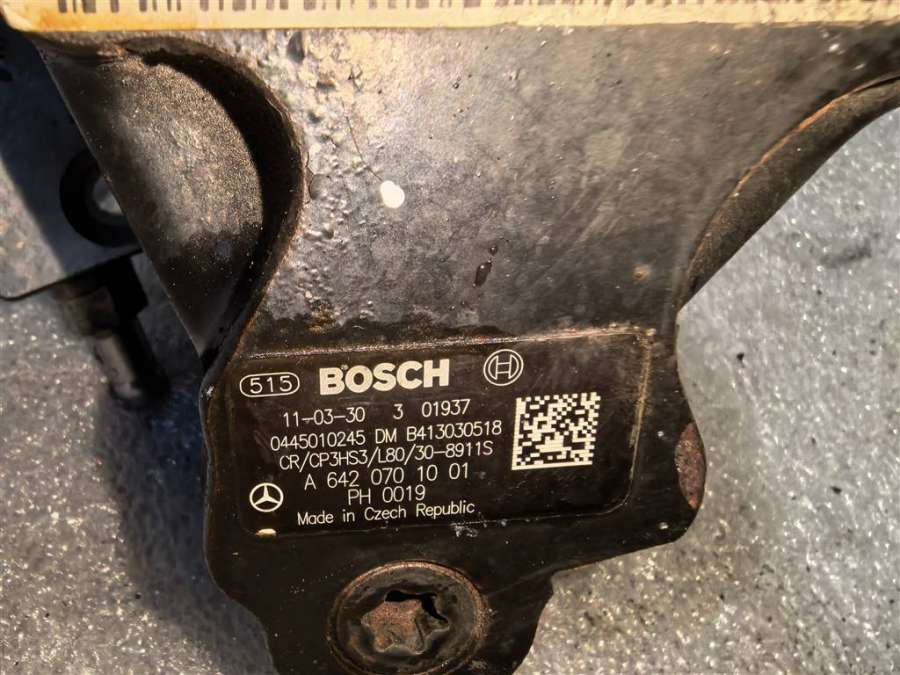 515 BOSCH
11-03-30 3 01937
0445010245 DM B413030518
CR/CP3HS3/L80/30-8911S
A 642 070 10 01
PH 0019
Made in Czech Republic